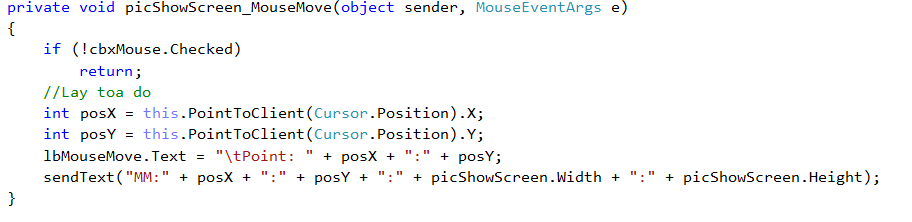 private void picShowScreen_MouseMove(object sender, MouseEventArgs e)
{
    if (!cbxMouse.Checked)
        return;
    //Lay toa do
    int posX = this.PointToClient(Cursor.Position).X;
    int posY = this.PointToClient(Cursor.Position).Y;
    lbMouseMove.Text = "\tPoint: " + posX + ":" + posY;
    sendText("MM:" + posX + ":" + posY + ":" + picShowScreen.Width + ":" + picShowScreen.Height);
}